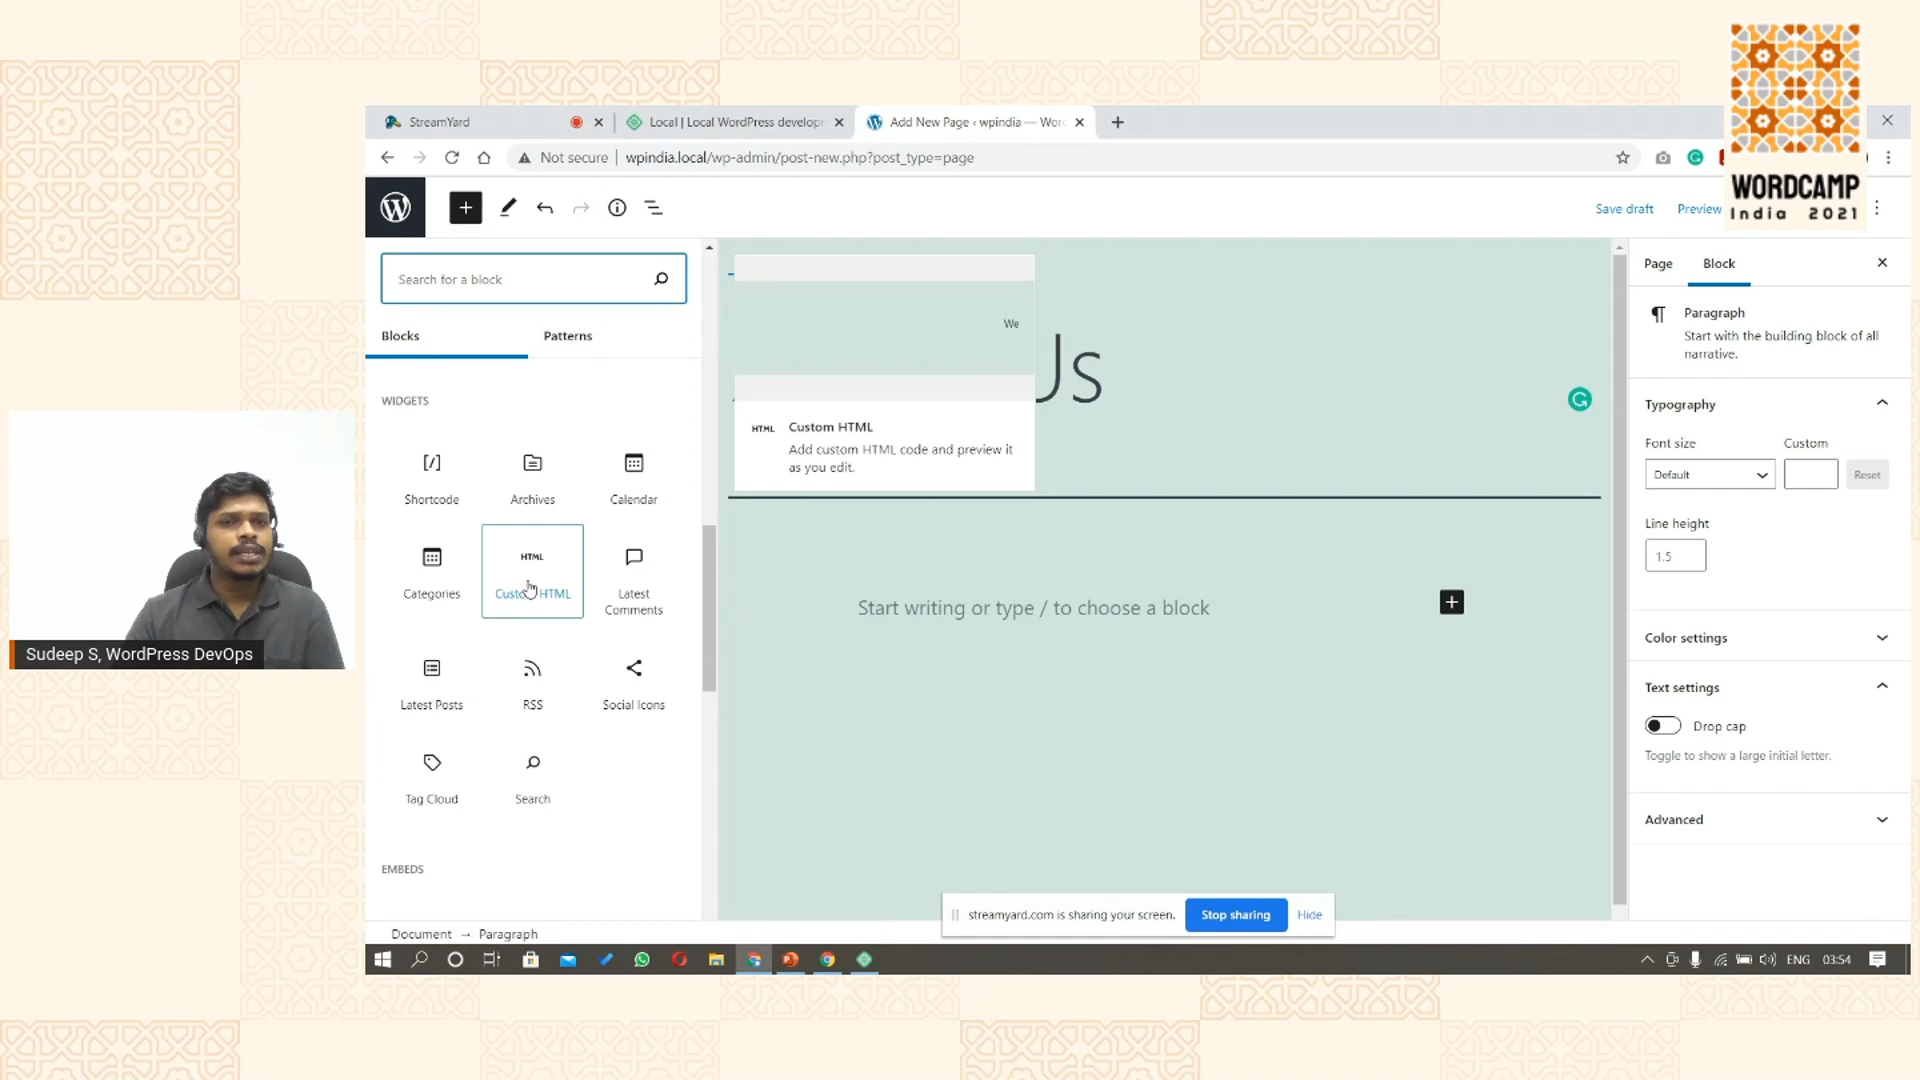 WORDCAMP
India 2021
StreamYard
Local | Local WordPress developm
Add New Page ‹ wpindia — Word
Not secure
wpindia.local/wp-admin/post-new.php?post_type=page
Save draft
Preview
Search for a block
Blocks
Patterns
WIDGETS
Shortcode
Archives
Calendar
Categories
HTML
Custom HTML
Latest
Comments
Latest Posts
RSS
Social Icons
Tag Cloud
Search
EMBEDS
We
Us
HTML
Custom HTML
Add custom HTML code and preview it
as you edit.
Start writing or type / to choose a block
Page
Block
Paragraph
Start with the building block of all
narrative.
Typography
Font size
Custom
Default
Reset
Line height
1.5
Color settings
Text settings
Drop cap
Toggle to show a large initial letter.
Advanced
Sudeep S, WordPress DevOps
streamyard.com is sharing your screen.
Stop sharing
Hide
Document → Paragraph
ENG
03:54